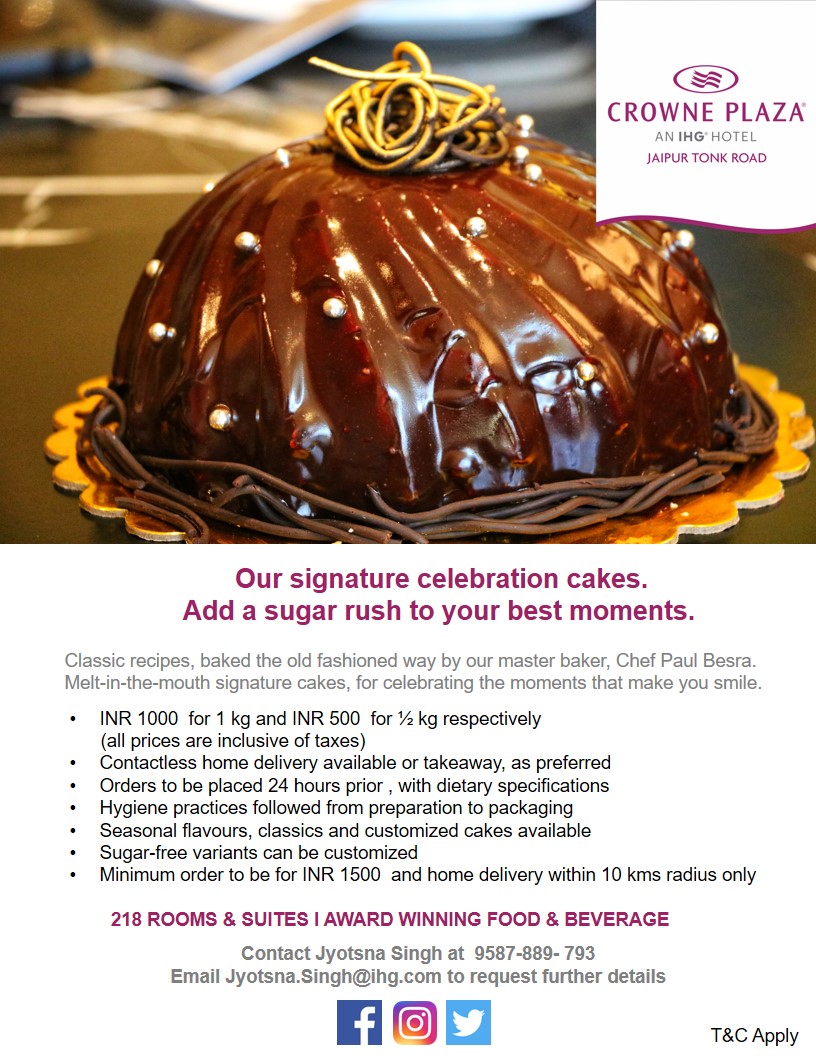 CROWNE PLAZA®
AN IHG® HOTEL
JAIPUR TONK ROAD
Our signature celebration cakes.
Add a sugar rush to your best moments.
Classic recipes, baked the old fashioned way by our master baker, Chef Paul Besra.
Melt-in-the-mouth signature cakes, for celebrating the moments that make you smile.
• INR 1000 for 1 kg and INR 500 for ½ kg respectively
(all prices are inclusive of taxes)
• Contactless home delivery available or takeaway, as preferred
• Orders to be placed 24 hours prior , with dietary specifications
• Hygiene practices followed from preparation to packaging
• Seasonal flavours, classics and customized cakes available
• Sugar-free variants can be customized
• Minimum order to be for INR 1500 and home delivery within 10 kms radius only
218 ROOMS & SUITES I AWARD WINNING FOOD & BEVERAGE
Contact Jyotsna Singh at 9587-889- 793
Email Jyotsna.Singh@ihg.com to request further details
T&C Apply